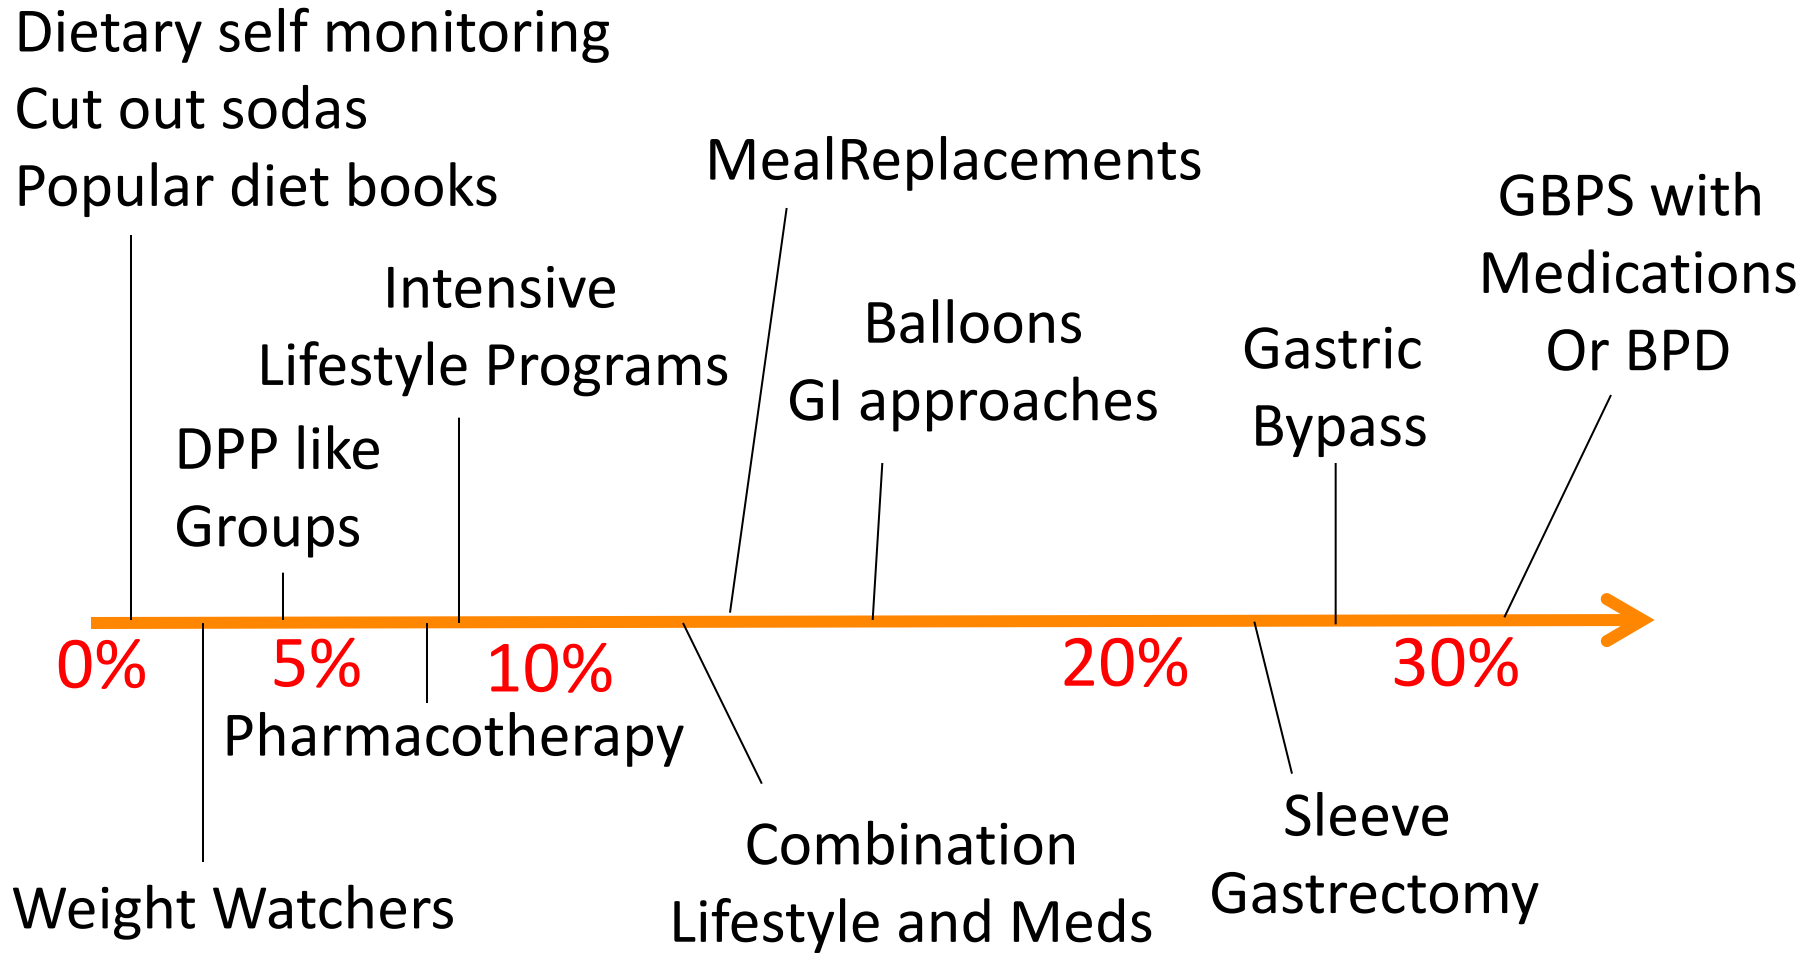 Dietary self monitoring
Cut out sodas
Popular diet books
MealReplacements
GBPS with
Medications
Or BPD
Intensive
Lifestyle Programs
Balloons
GI approaches
Gastric
Bypass
DPP like
Groups
0%
5%
10%
20%
30%
Pharmacotherapy
Weight Watchers
Combination
Lifestyle and Meds
Sleeve
Gastrectomy